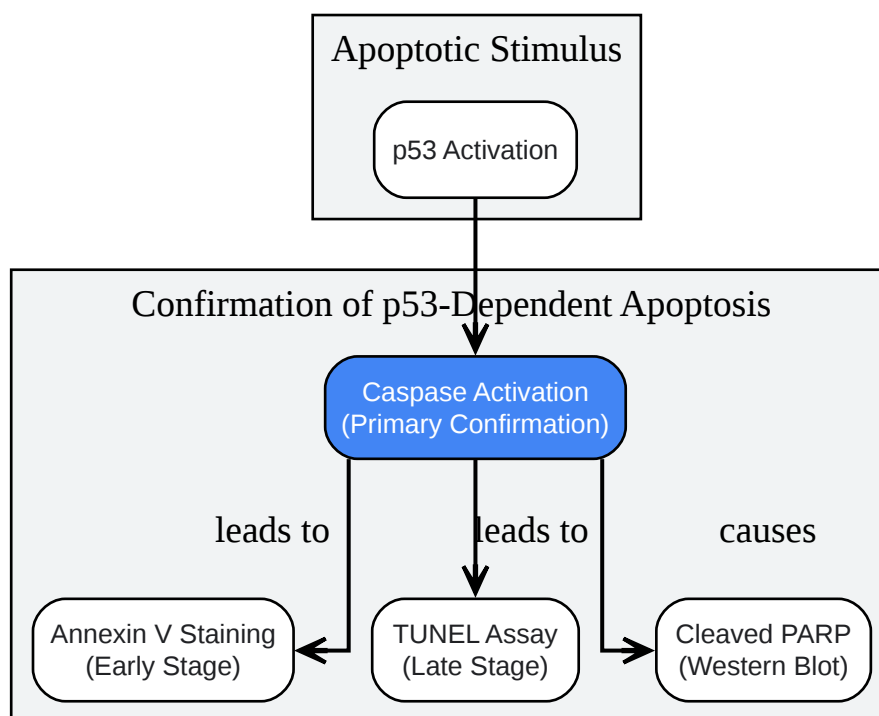 Apoptotic Stimulus
p53 Activation
Confirmation of p53-Dependent Apoptosis
Caspase Activation
(Primary Confirmation)
leads to
leads to
causes
Annexin V Staining
(Early Stage)
TUNEL Assay
(Late Stage)
Cleaved PARP
(Western Blot)